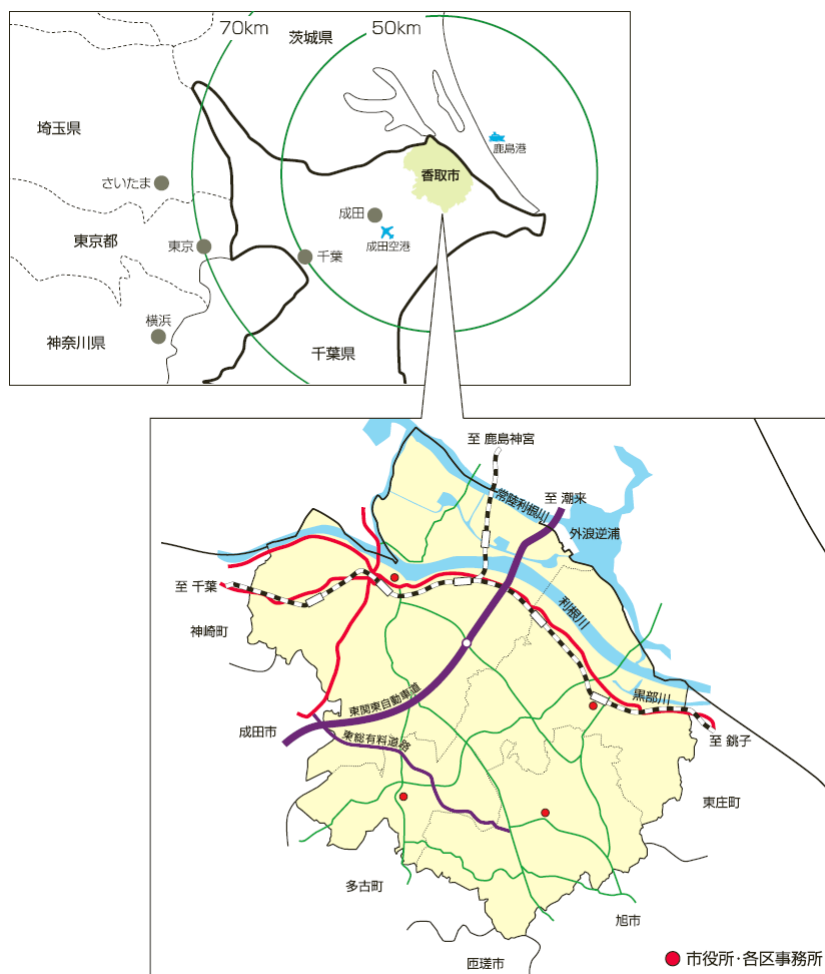 70km
茨城県
50km
埼玉県
鹿島港
さいたま
香取市
成田
東京都
東京
成田空港
千葉
横浜
神奈川県
千葉県
至 鹿島神宮
常陸利根川
至 潮来
外浪逆浦
至 千葉
利根川
神崎町
黒部川
東関東自動車道
成田市
東総有料道路
至 銚子
東庄町
多古町
旭市
匝瑳市
市役所・各区事務所